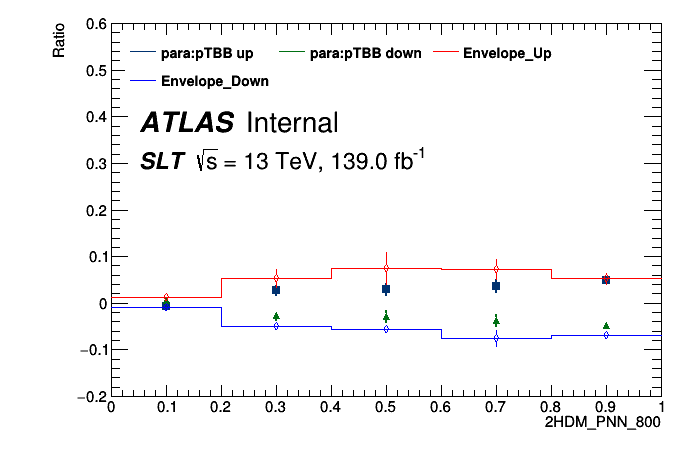 Ratio
0.6
para:pTBB up para:pTBB down Envelope_Up
0.5
Envelope_Down
0.4
ATLAS Internal
0.3
SLT √s = 13 TeV, 139.0 fb⁻¹
0.2
0.1
0
−0.1
−0.2
0 0.1 0.2 0.3 0.4 0.5 0.6 0.7 0.8 0.9 1
2HDM_PNN_800